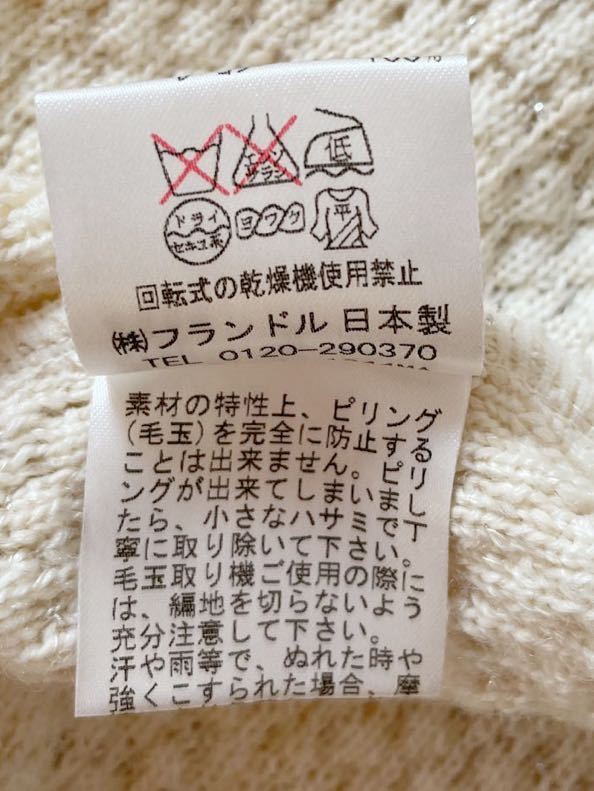 エンソ
サラシ
低
ドライ
セキユ系
ヨワク
平
回転式の乾燥機使用禁止
㈱フランドル 日本製
TEL 0120-290370
素材の特性上、ピリング
(毛玉)を完全に防止する
ことは出来ません。ピリ
ングが出来てしまいまし
たら、小さなハサミで丁
寧に取り除いて下さい。
毛玉取り機ご使用の際に
は、編地を切らないよう
充分注意して下さい。
汗や雨等で、ぬれた時や
強くこすられた場合、摩